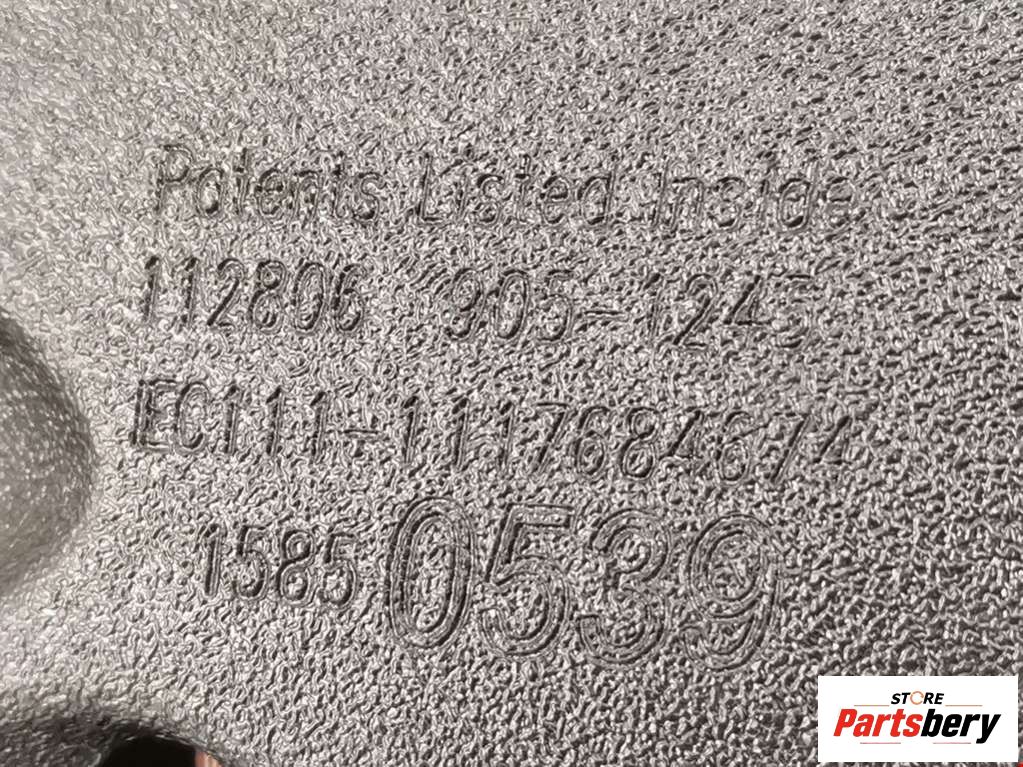 Patents Listed Inside
112806 905-1245
EC111-1117684674
1585 0539
STORE
Partsbery